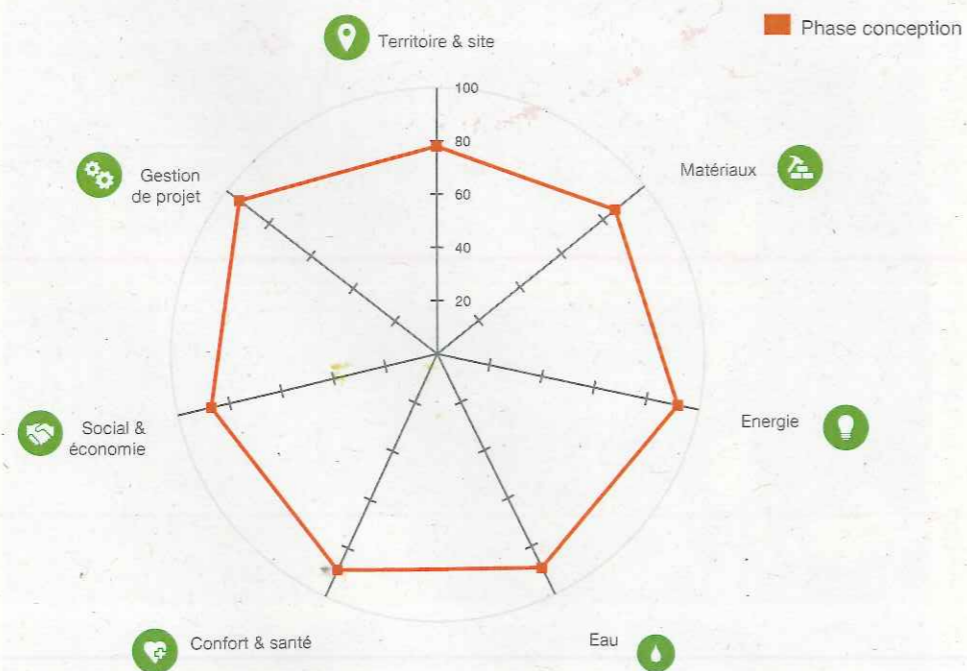 Territoire & site
Phase conception
100
80
60
40
20
Matériaux
Energie
Eau
Confort & santé
Social &
économie
Gestion
de projet